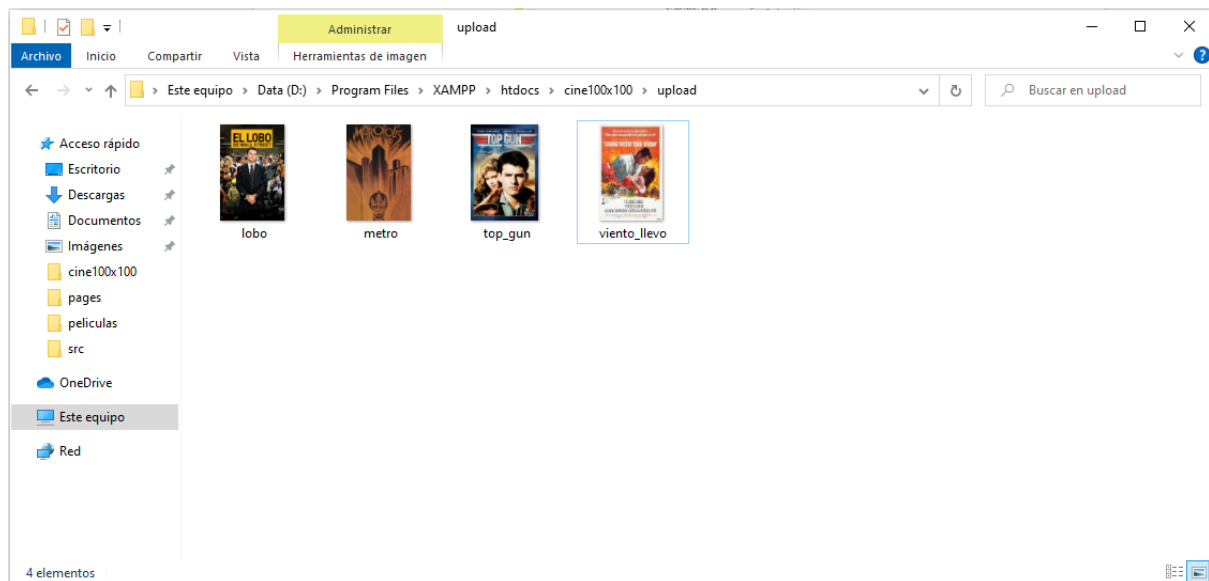 Administrar
upload
Archivo
Inicio
Compartir
Vista
Herramientas de imagen
Este equipo
Data (D:)
Program Files
XAMPP
htdocs
cine100x100
upload
Buscar en upload
Acceso rápido
Escritorio
Descargas
Documentos
Imágenes
cine100x100
pages
peliculas
src
OneDrive
Este equipo
Red
EL LOBO
DE WALL STREET
TOP GUN
lobo
metro
top_gun
viento_llevo
4 elementos